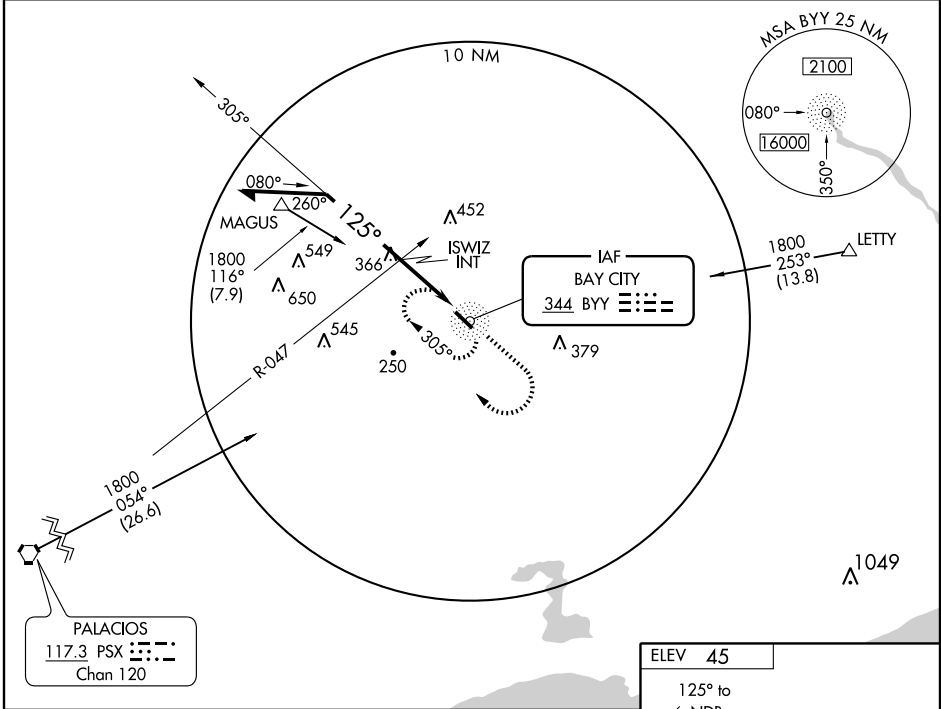 10 NM
MSA BYY 25 NM
2100
080°
16000
350°
305°
080°
260°
MAGUS
125°
452
ISWIZ
INT
549
366
1800
116°
(7.9)
650
IAF
BAY CITY
344 BYY
1800
253°
(13.8)
LETTY
545
305°
379
250
R-047
1800
054°
(26.6)
1049
PALACIOS
117.3 PSX
Chan 120
ELEV 45
125° to
NDB